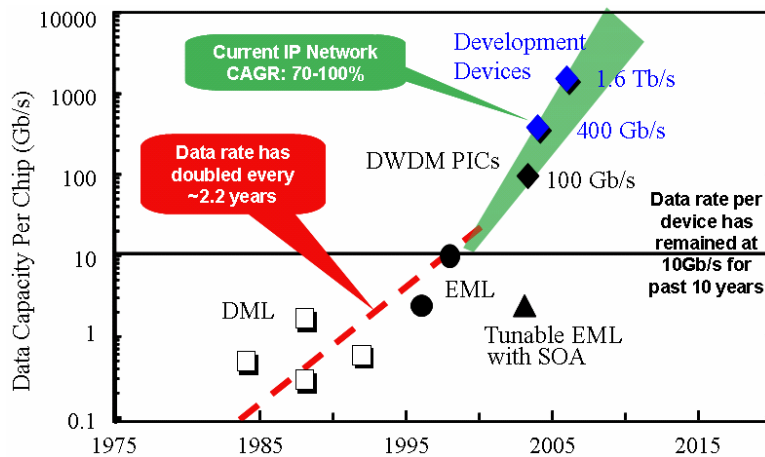 10000
1000
100
10
1
0.1
Data Capacity Per Chip (Gb/s)
1975
1985
1995
2005
2015
Current IP Network
CAGR: 70-100%
Development
Devices
1.6 Tb/s
400 Gb/s
DWDM PICs
100 Gb/s
Data rate has
doubled every
~2.2 years
Data rate per
device has
remained at
10Gb/s for
past 10 years
DML
EML
Tunable EML
with SOA